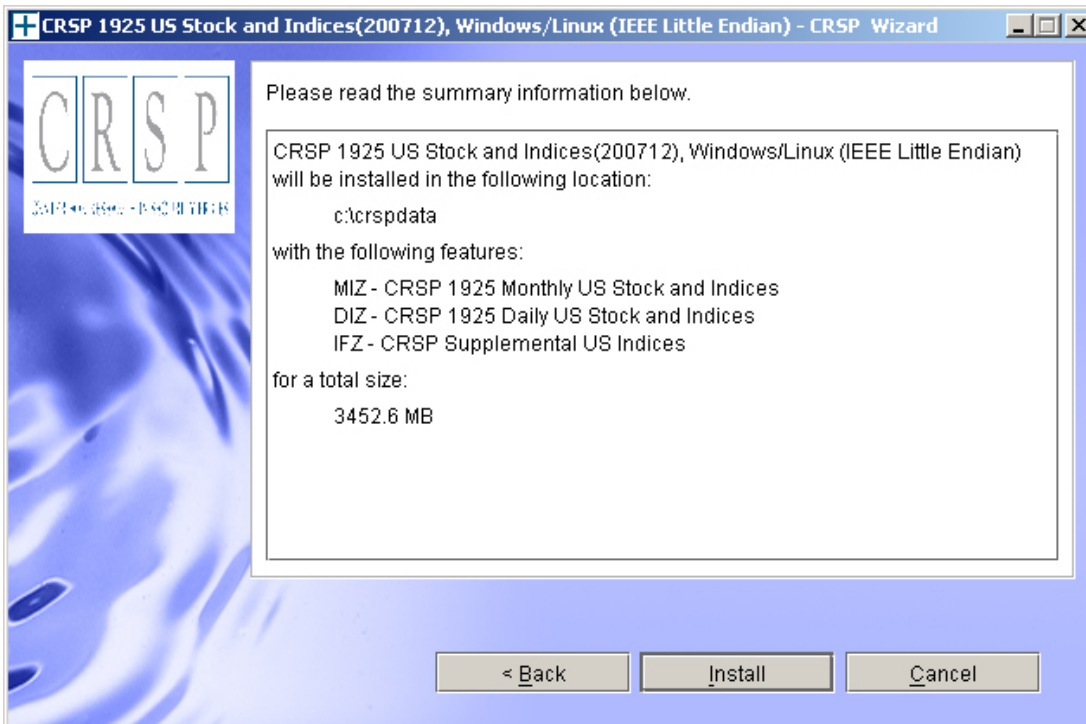 CRSP 1925 US Stock and Indices(200712), Windows/Linux (IEEE Little Endian) - CRSP Wizard
CRSP
Please read the summary information below.
CRSP 1925 US Stock and Indices(200712), Windows/Linux (IEEE Little Endian)
will be installed in the following location:
c:\crspdata
with the following features:
MIZ - CRSP 1925 Monthly US Stock and Indices
DIZ - CRSP 1925 Daily US Stock and Indices
IFZ - CRSP Supplemental US Indices
for a total size:
3452.6 MB
< Back
Install
Cancel